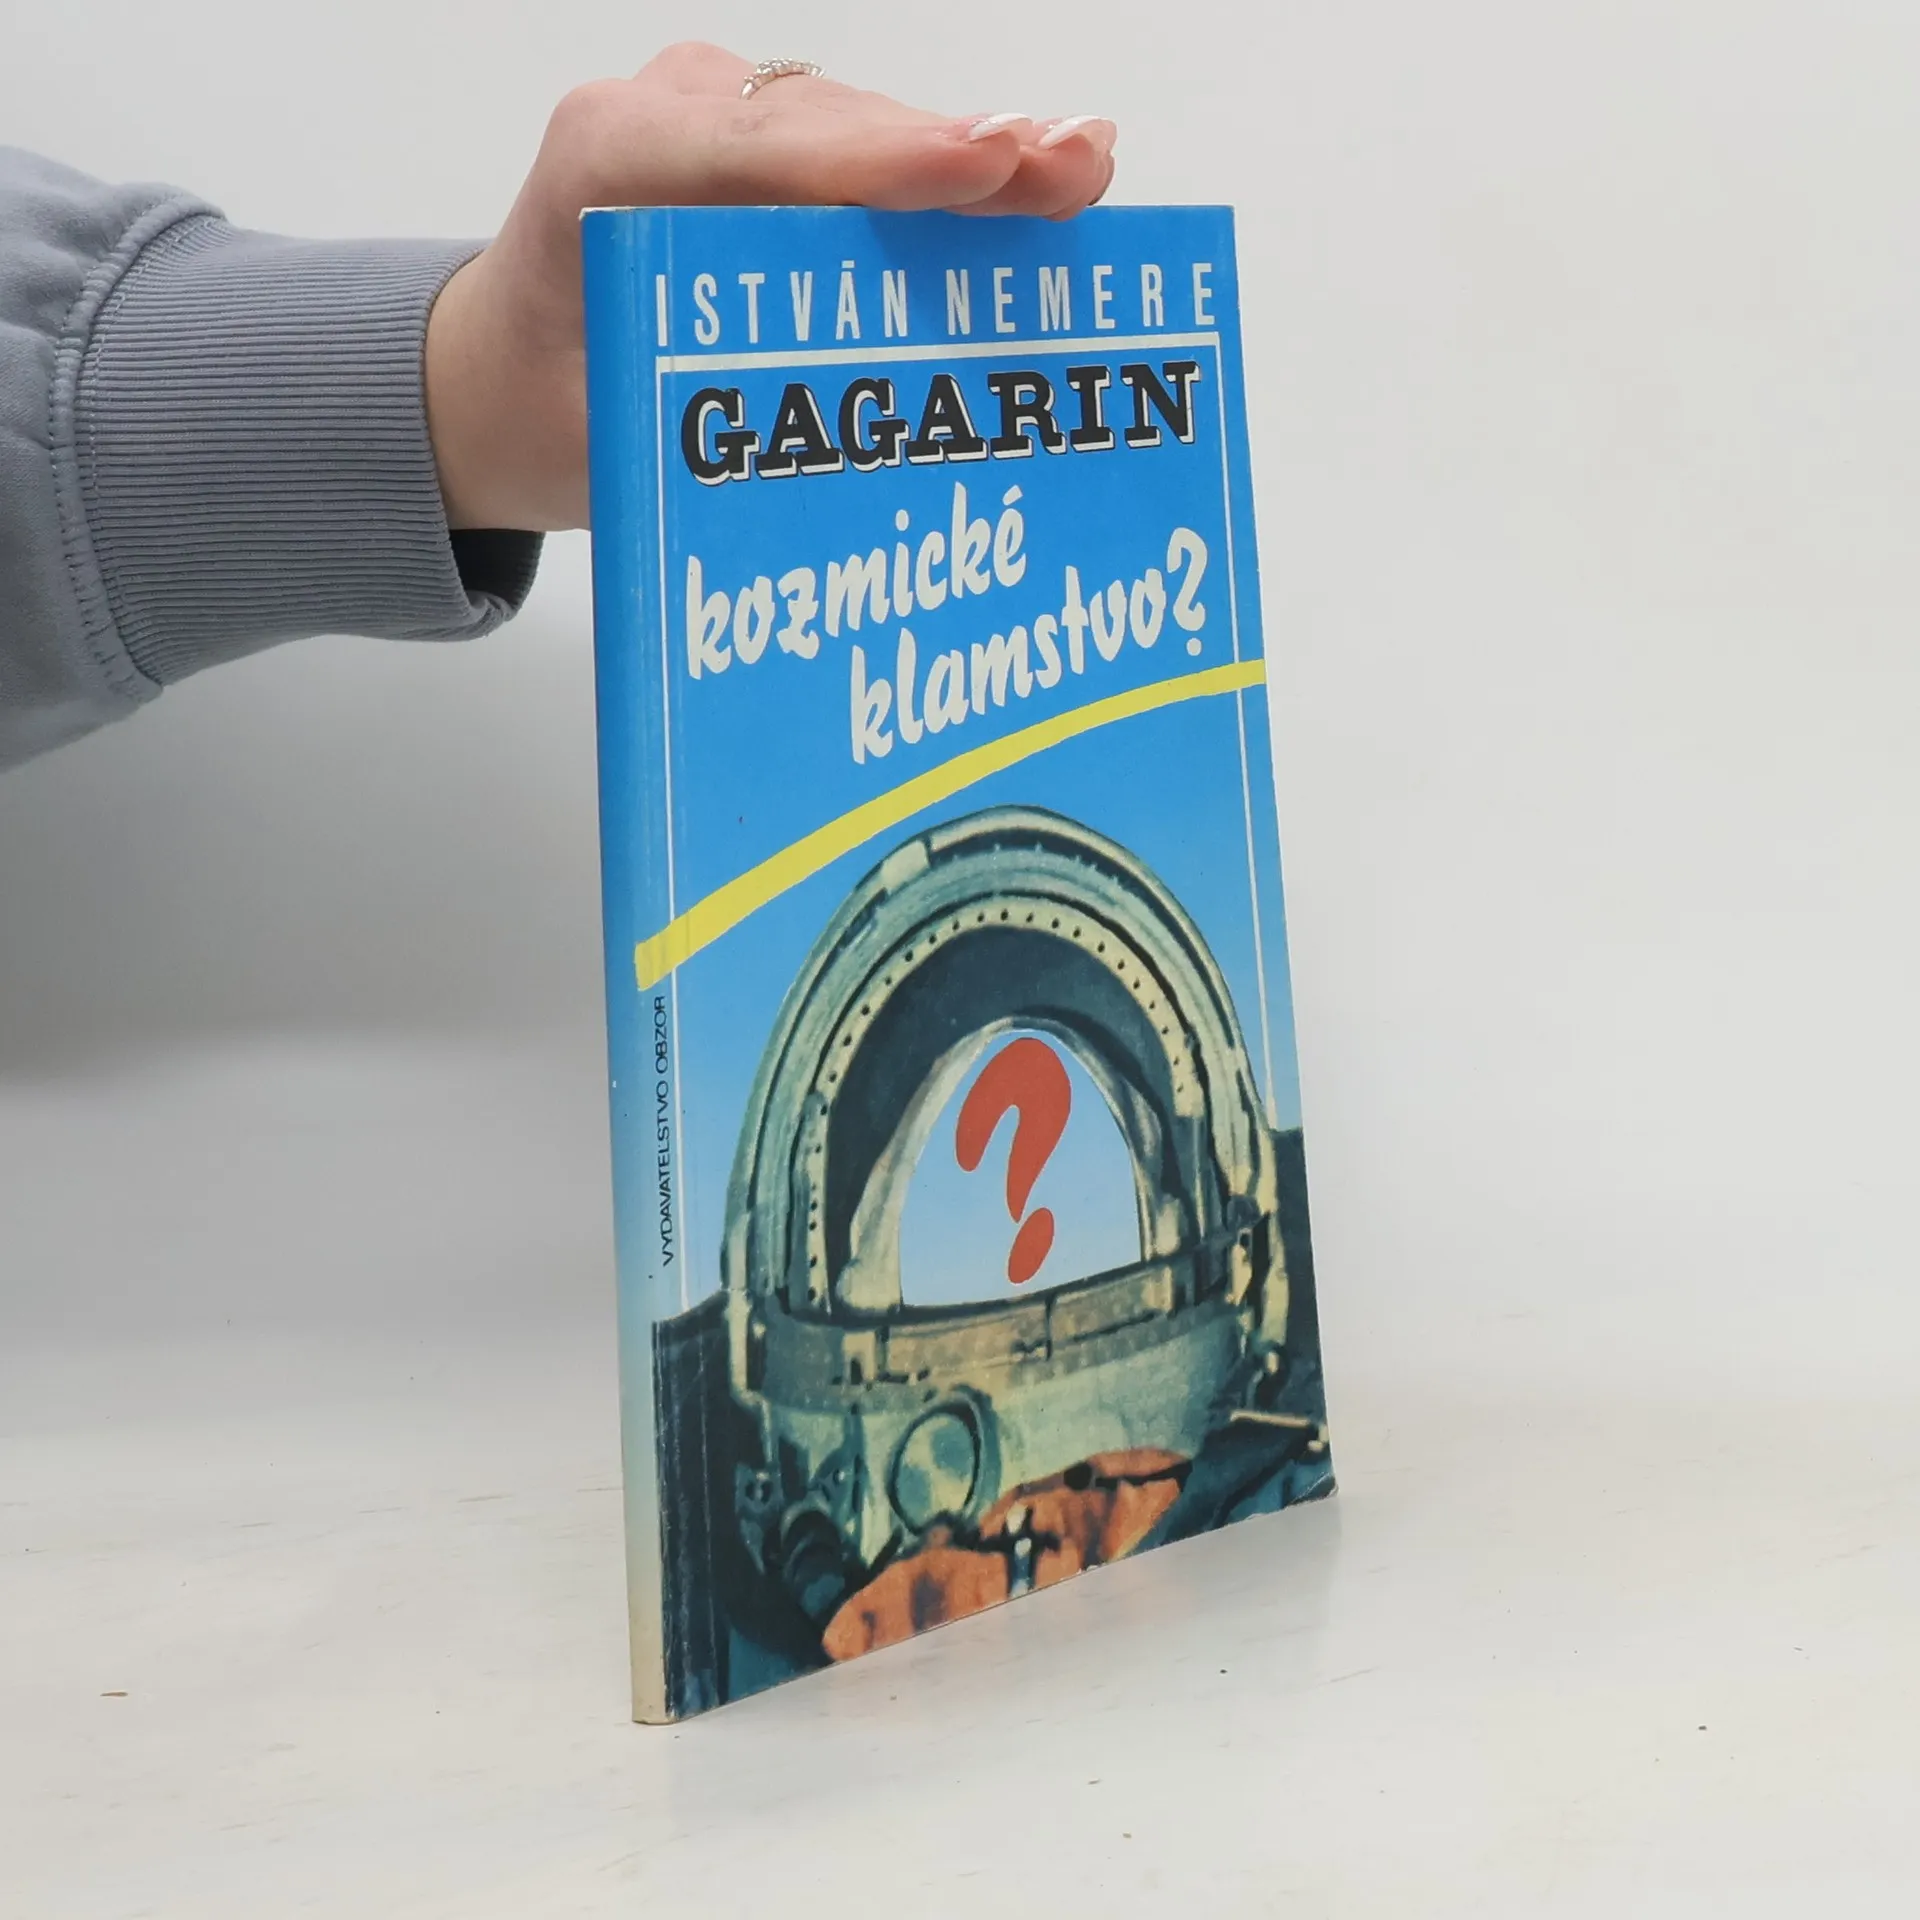 ISTVÁN NEMERE
GAGARIN
kozmické
klamstvo?
VYDAVATEĽSTVO OBZOR
?